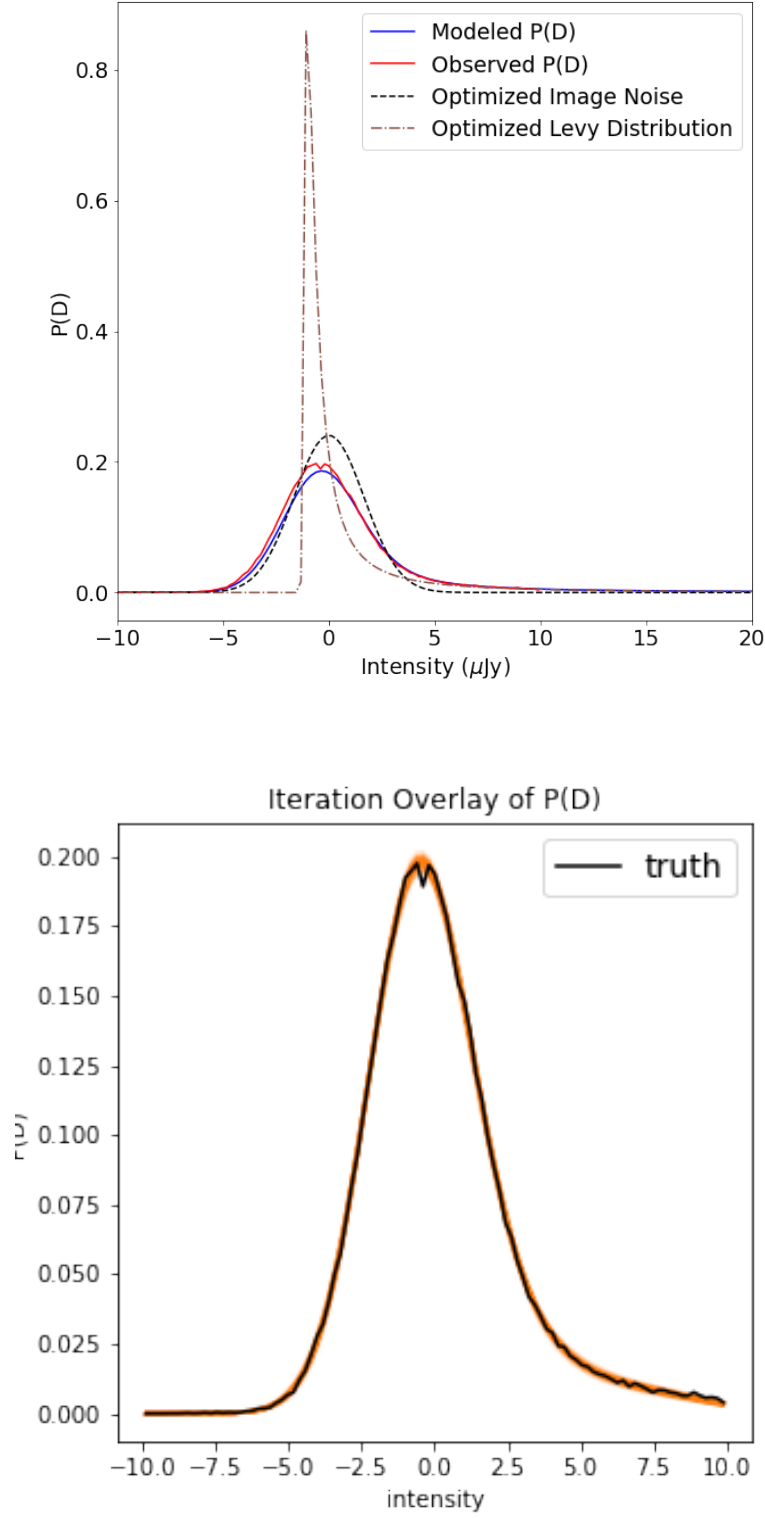 Modeled P(D)
Observed P(D)
Optimized Image Noise
Optimized Levy Distribution
P(D)
0.8
0.6
0.4
0.2
0.0
−10 −5 0 5 10 15 20
Intensity (μJy)
Iteration Overlay of P(D)
truth
0.200
0.175
0.150
0.125
0.100
0.075
0.050
0.025
0.000
−10.0 −7.5 −5.0 −2.5 0.0 2.5 5.0 7.5 10.0
intensity